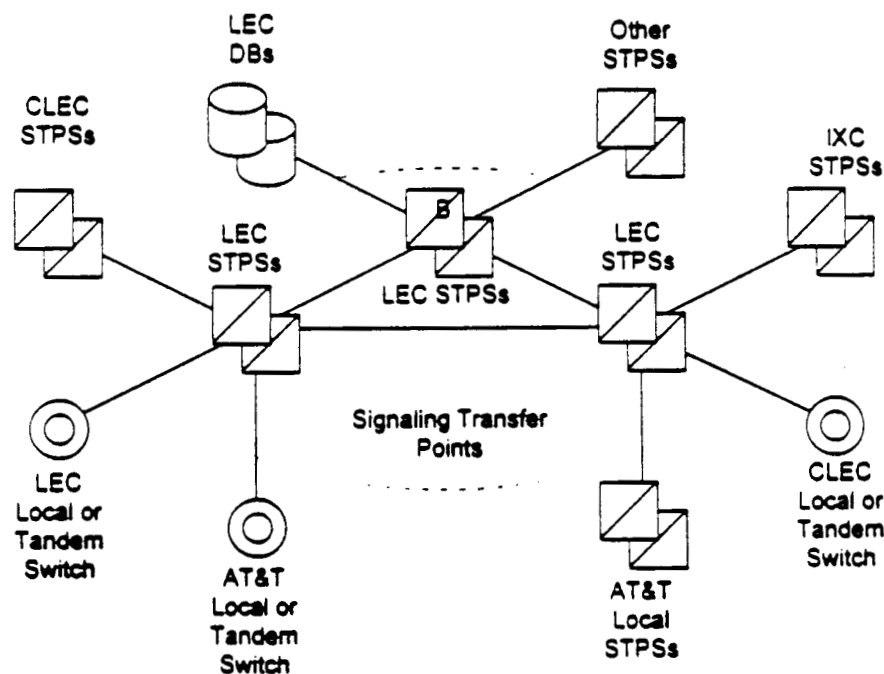 LEC
DBs
Other
STPSs
CLEC
STPSs
IXC
STPSs
B
LEC
STPSs
LEC STPSs
LEC
STPSs
Signaling Transfer
Points
LEC
Local or
Tandem
Switch
AT&T
Local or
Tandem
Switch
AT&T
Local
STPSs
CLEC
Local or
Tandem
Switch